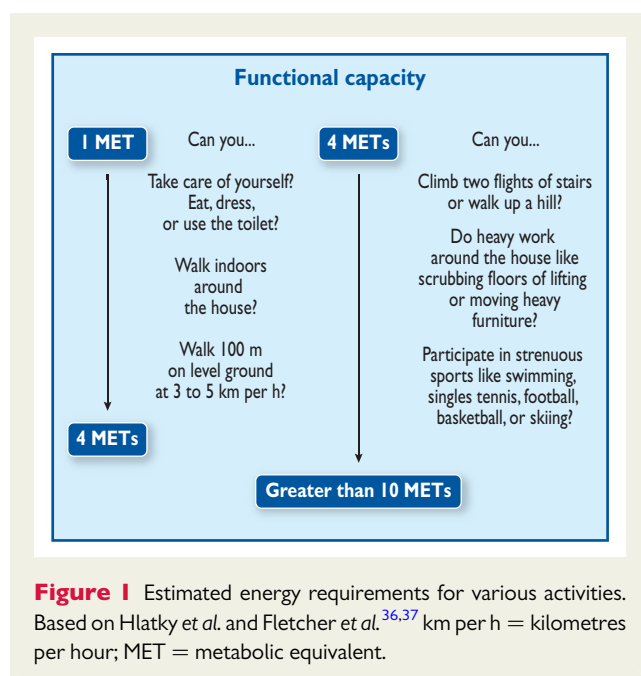 Functional capacity
1 MET
Can you...
Take care of yourself?
Eat, dress,
or use the toilet?
Walk indoors
around
the house?
Walk 100 m
on level ground
at 3 to 5 km per h?
4 METs
4 METs
Can you...
Climb two flights of stairs
or walk up a hill?
Do heavy work
around the house like
scrubbing floors of lifting
or moving heavy
furniture?
Participate in strenuous
sports like swimming,
singles tennis, football,
basketball, or skiing?
Greater than 10 METs
Figure 1 Estimated energy requirements for various activities.
Based on Hlatky et al. and Fletcher et al.36,37 km per h = kilometres
per hour; MET = metabolic equivalent.